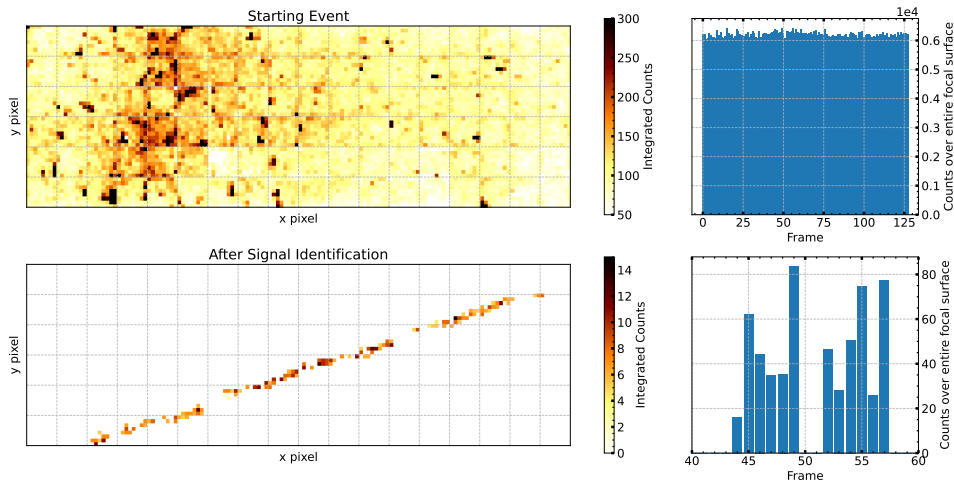 Starting Event
y pixel
x pixel
300
250
200
150
100
50
Integrated Counts
1e4
0.6
0.5
0.4
0.3
0.2
0.1
0.0
Counts over entire focal surface
0 25 50 75 100 125
Frame
After Signal Identification
y pixel
x pixel
14
12
10
8
6
4
2
0
Integrated Counts
80
60
40
20
0
Counts over entire focal surface
40 45 50 55 60
Frame